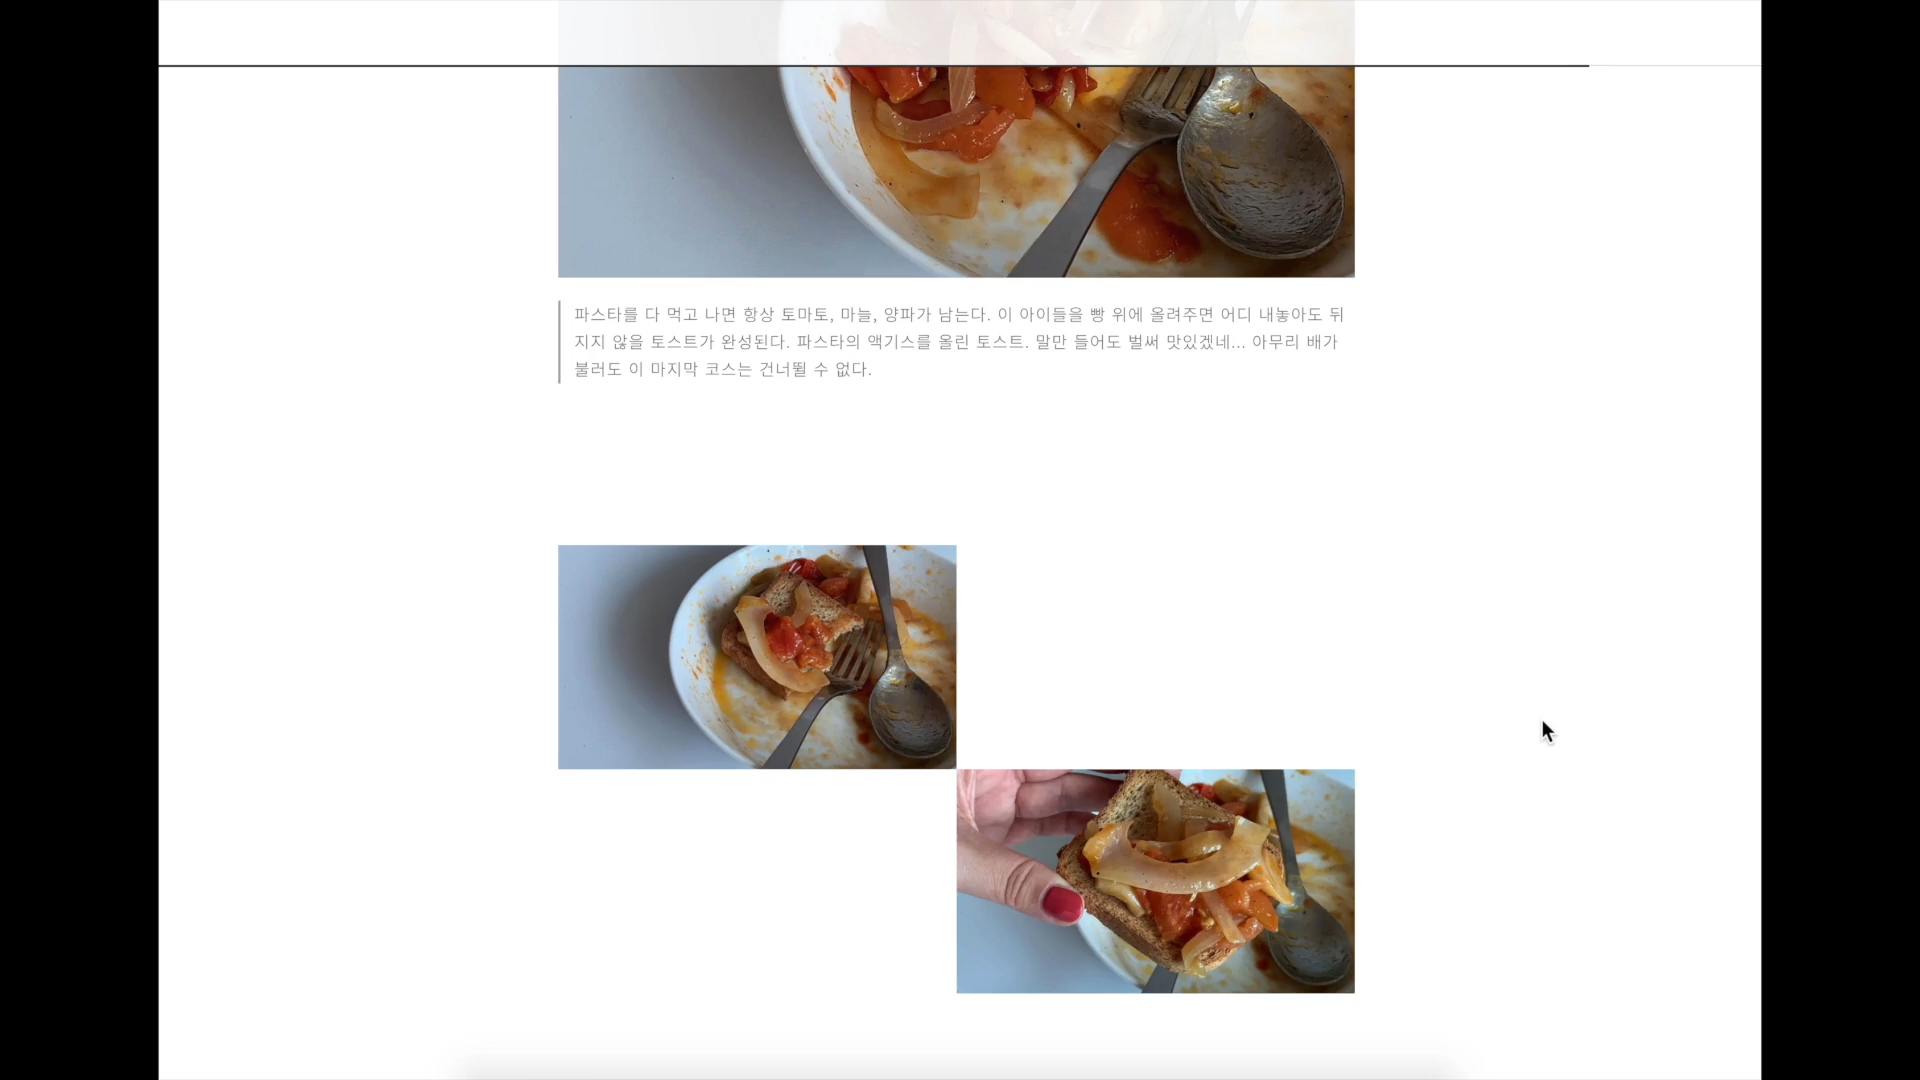 파스타를 다 먹고 나면 항상 토마토, 마늘, 양파가 남는다. 이 아이들을 빵 위에 올려주면 어디 내놓아도 뒤
지지 않을 토스트가 완성된다. 파스타의 액기스를 올린 토스트. 말만 들어도 벌써 맛있겠네... 아무리 배가
불러도 이 마지막 코스는 건너뛸 수 없다.